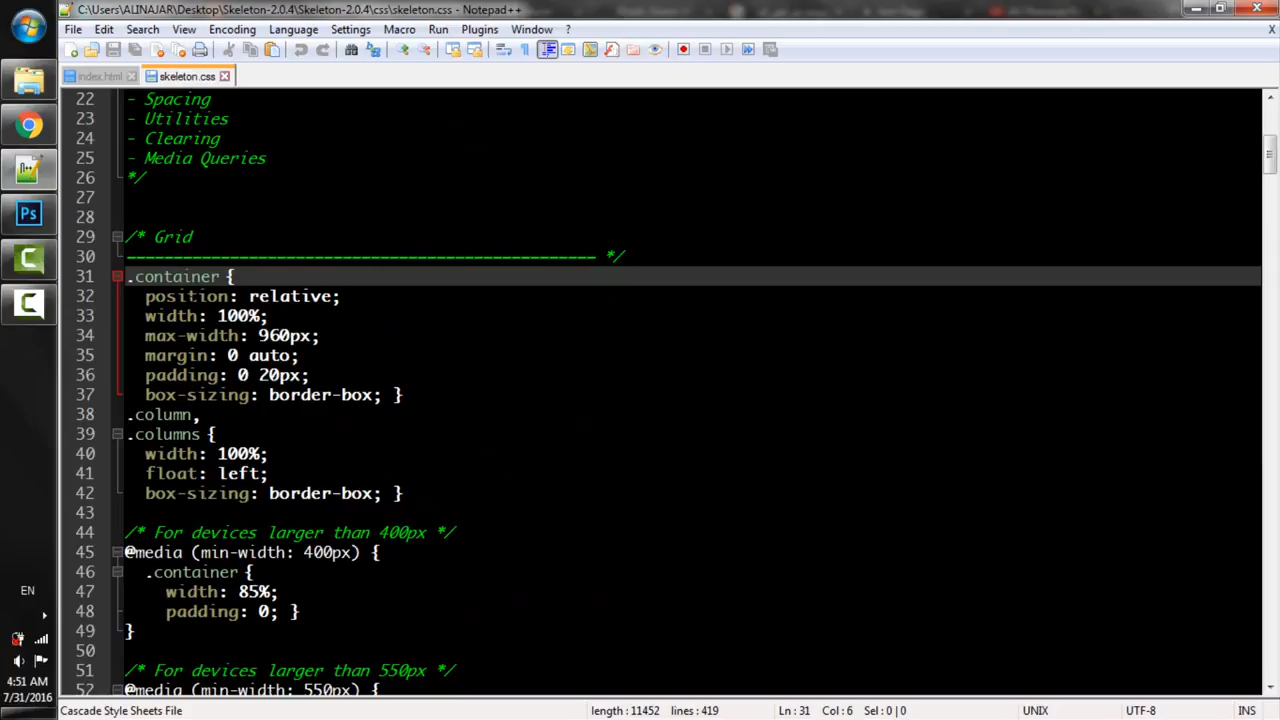 C:\Users\ALINAJAR\Desktop\Skeleton-2.0.4\Skeleton-2.0.4\css\skeleton.css - Notepad++
File Edit Search View Encoding Language Settings Macro Run Plugins Window ?
X
index.html skeleton.css
22 - Spacing
23 - Utilities
24 - Clearing
25 - Media Queries
26 */
27
28
29 /* Grid
30 –––––––––––––––––––––––––––––––––––––––––––––––––– */
31 .container {
32 position: relative;
33 width: 100%;
34 max-width: 960px;
35 margin: 0 auto;
36 padding: 0 20px;
37 box-sizing: border-box; }
38 .column,
39 .columns {
40 width: 100%;
41 float: left;
42 box-sizing: border-box; }
43
44 /* For devices larger than 400px */
45 @media (min-width: 400px) {
46 .container {
47 width: 85%;
48 padding: 0; }
49 }
50
51 /* For devices larger than 550px */
52 @media (min-width: 550px) {
Ps
EN
4:51 AM
7/31/2016
Cascade Style Sheets File length : 11452 lines : 419 Ln : 31 Col : 6 Sel : 0 | 0 UNIX UTF-8 INS